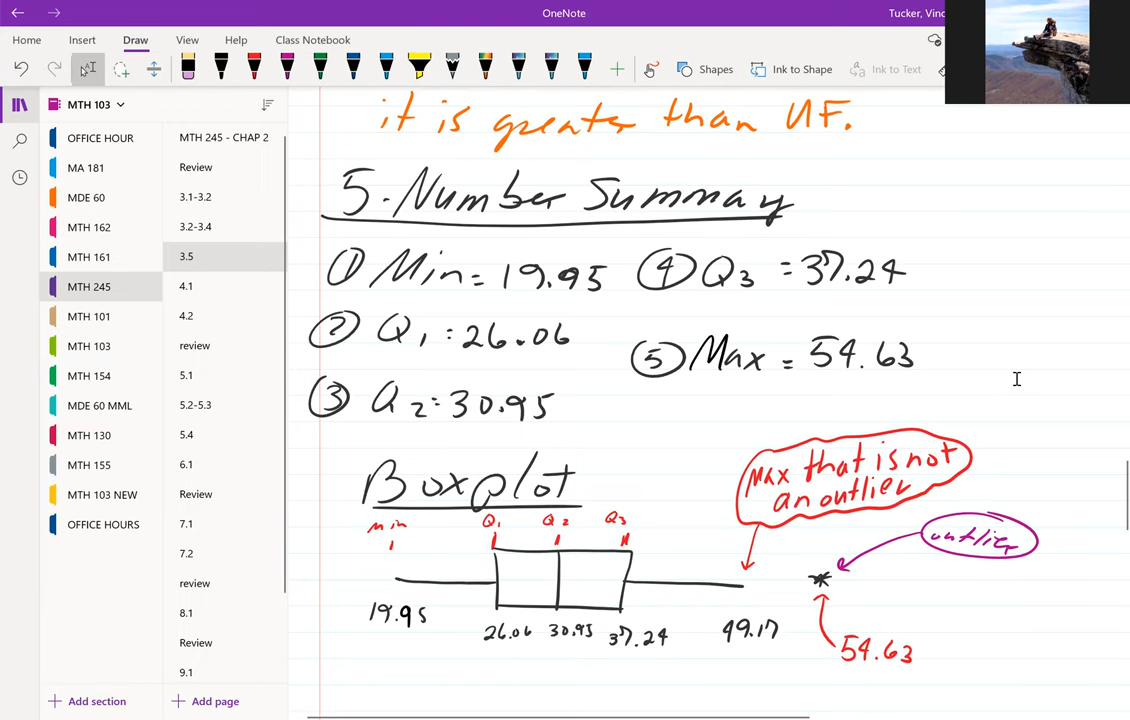 OneNote
Tucker, Vinc
Home Insert Draw View Help Class Notebook
Shapes Ink to Shape Ink to Text
MTH 103
OFFICE HOUR
MA 181
MDE 60
MTH 162
MTH 161
MTH 245
MTH 101
MTH 103
MTH 154
MDE 60 MML
MTH 130
MTH 155
MTH 103 NEW
OFFICE HOURS
Add section
MTH 245 - CHAP 2
Review
3.1-3.2
3.2-3.4
3.5
4.1
4.2
review
5.1
5.2-5.3
5.4
6.1
Review
7.1
7.2
review
8.1
Review
9.1
Add page
it is greater than UF.
5-Number Summary
① Min = 19.95 ④ Q3 = 37.24
② Q1 = 26.06
⑤ Max = 54.63
③ Q2 = 30.95
Boxplot
Max that is not
an outlier
Min Q1 Q2 Q3
outlier
*
19.95 26.06 30.95 37.24 49.17
54.63